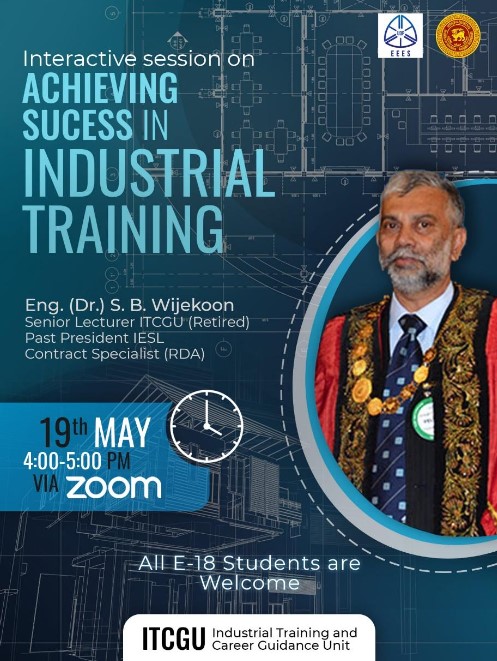 EEES
Interactive session on
ACHIEVING
SUCESS IN
INDUSTRIAL
TRAINING
Eng. (Dr.) S. B. Wijekoon
Senior Lecturer ITCGU (Retired)
Past President IESL
Contract Specialist (RDA)
19th MAY
4:00-5:00 PM
VIA zoom
All E-18 Students are
Welcome
ITCGU Industrial Training and
Career Guidance Unit